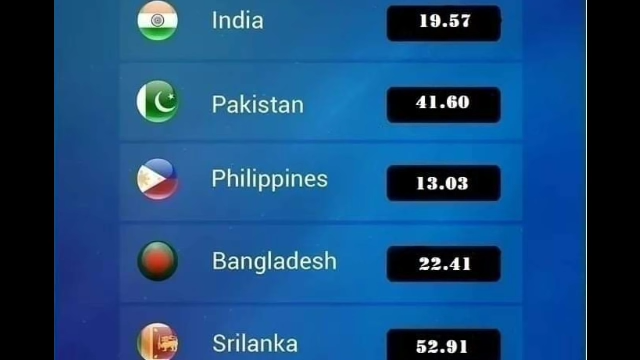 India 19.57
Pakistan 41.60
Philippines 13.03
Bangladesh 22.41
Srilanka 52.91